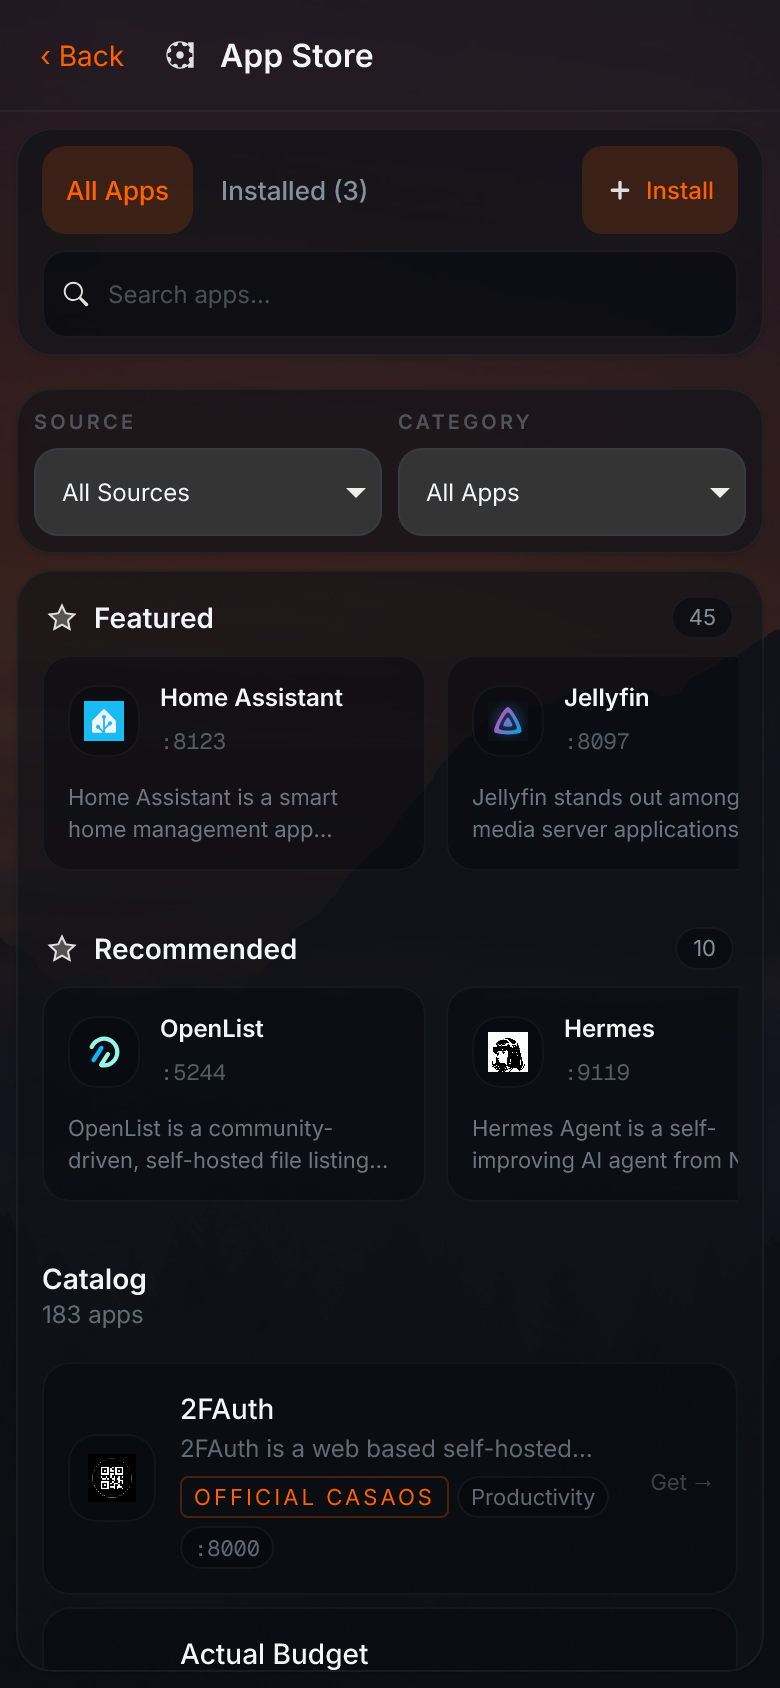 ‹ Back App Store
All Apps Installed (3) + Install
Search apps...
SOURCE CATEGORY
All Sources All Apps
Featured 45
Home Assistant
:8123
Home Assistant is a smart
home management app...
Jellyfin
:8097
Jellyfin stands out among
media server applications
Recommended 10
OpenList
:5244
OpenList is a community-
driven, self-hosted file listing...
Hermes
:9119
Hermes Agent is a self-
improving AI agent from N
Catalog
183 apps
2FAuth
2FAuth is a web based self-hosted...
OFFICIAL CASAOS Productivity
Get →
:8000
Actual Budget